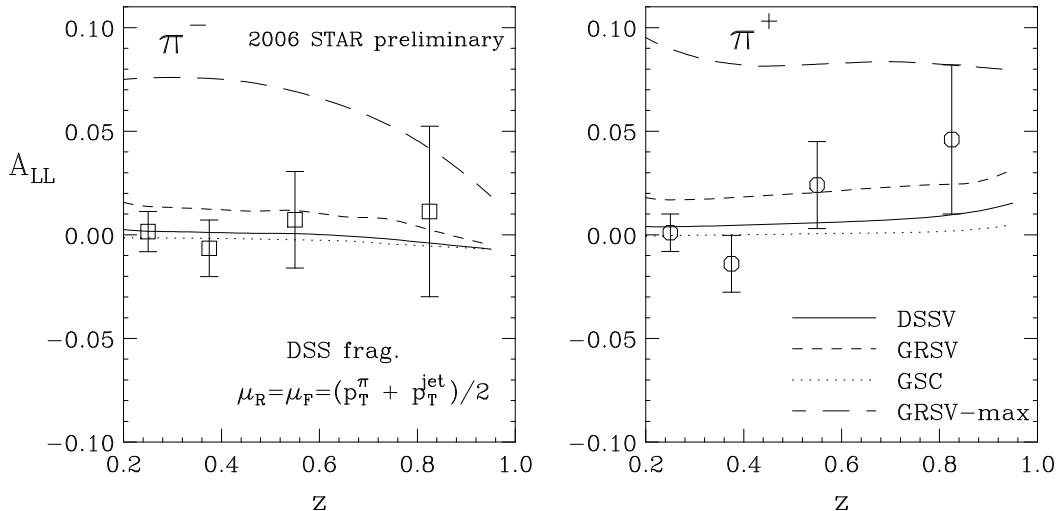 π−
2006 STAR preliminary
A_LL
0.10
0.05
0.00
−0.05
−0.10
DSS frag.
μ_R=μ_F=(p_T^π + p_T^jet)/2
0.2 0.4 0.6 0.8 1.0
z
π+
0.10
0.05
0.00
−0.05
−0.10
DSSV
GRSV
GSC
GRSV−max
0.2 0.4 0.6 0.8 1.0
z